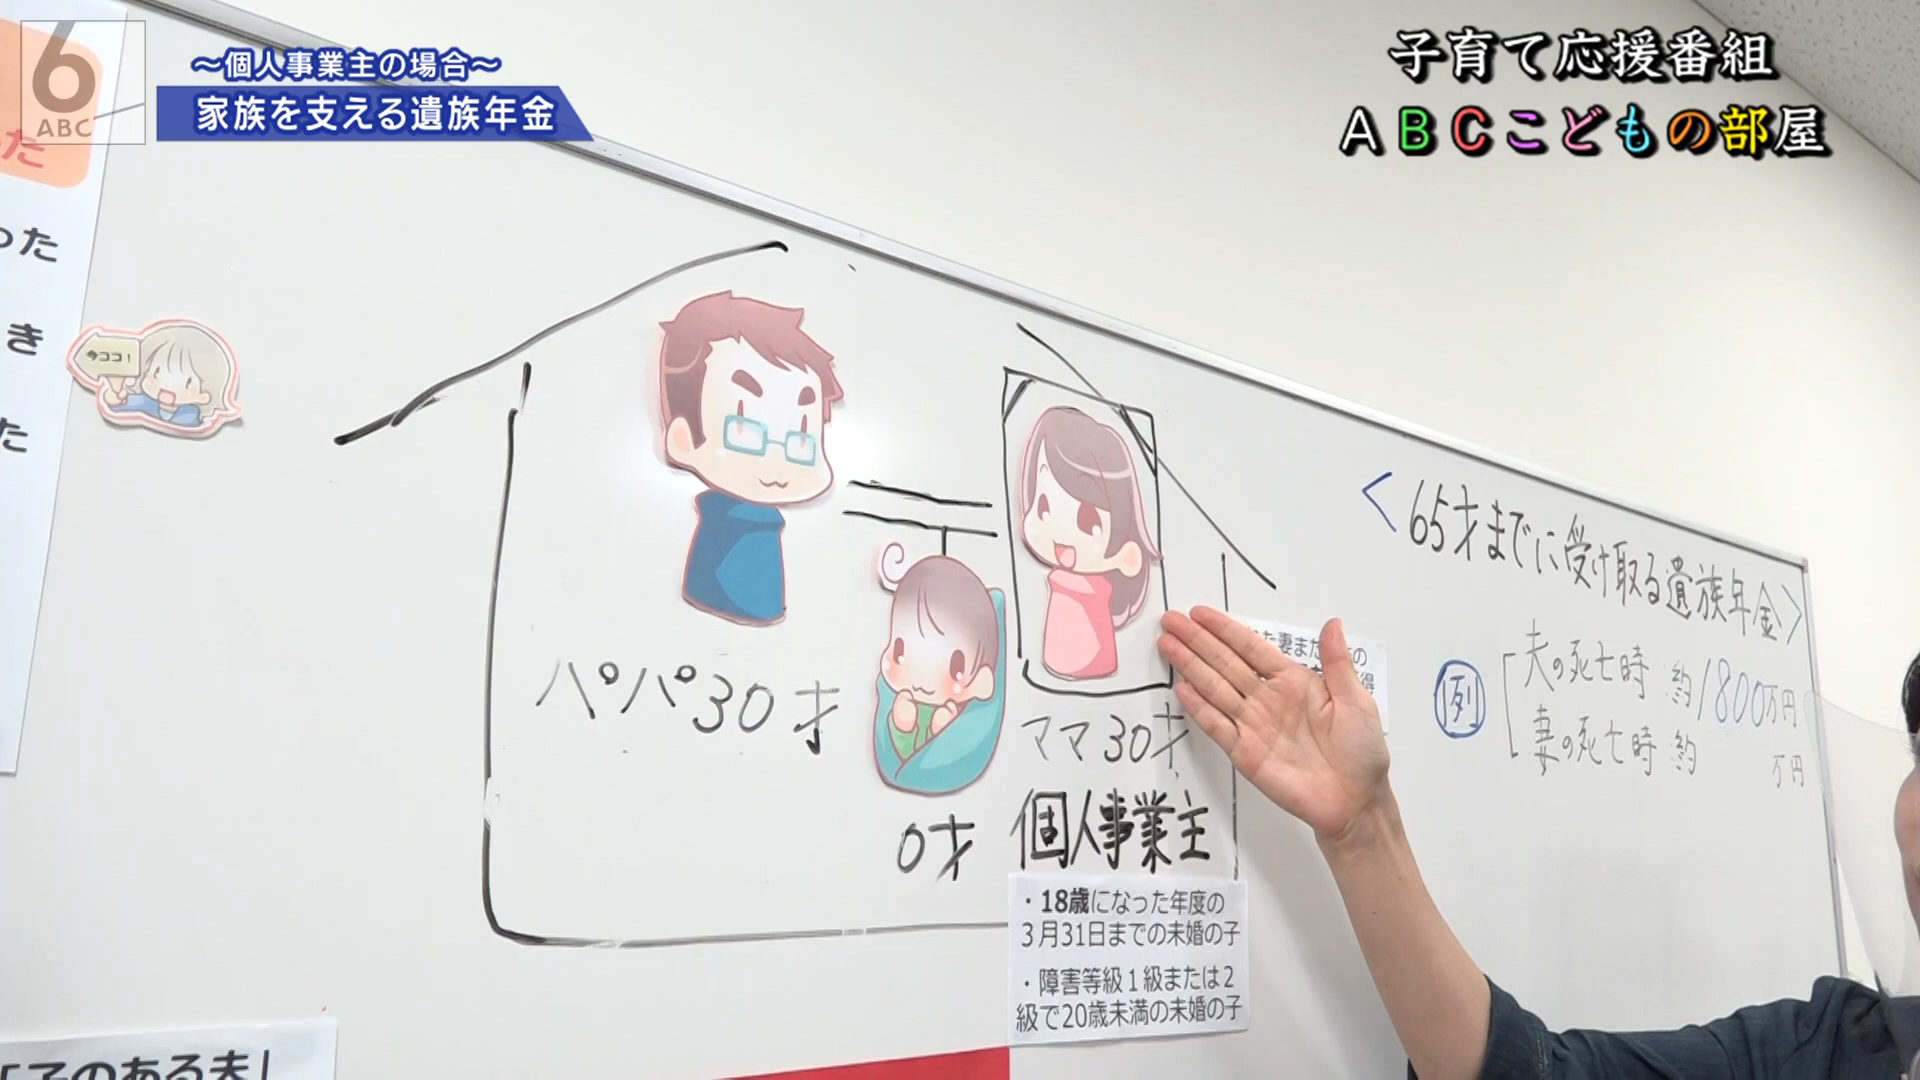 6
ABC
～個人事業主の場合～
家族を支える遺族年金
子育て応援番組
ABCこどもの部屋
た
った
き
た
今ココ！
パパ30才
ママ30才
0才
個人事業主
・18歳になった年度の
3月31日までの未婚の子
・障害等級1級または2
級で20歳未満の未婚の子
＜65才までに受け取る遺族年金＞
例
夫の死亡時 約1800万円
妻の死亡時 約 万円
た妻また の
得
「子のある夫」